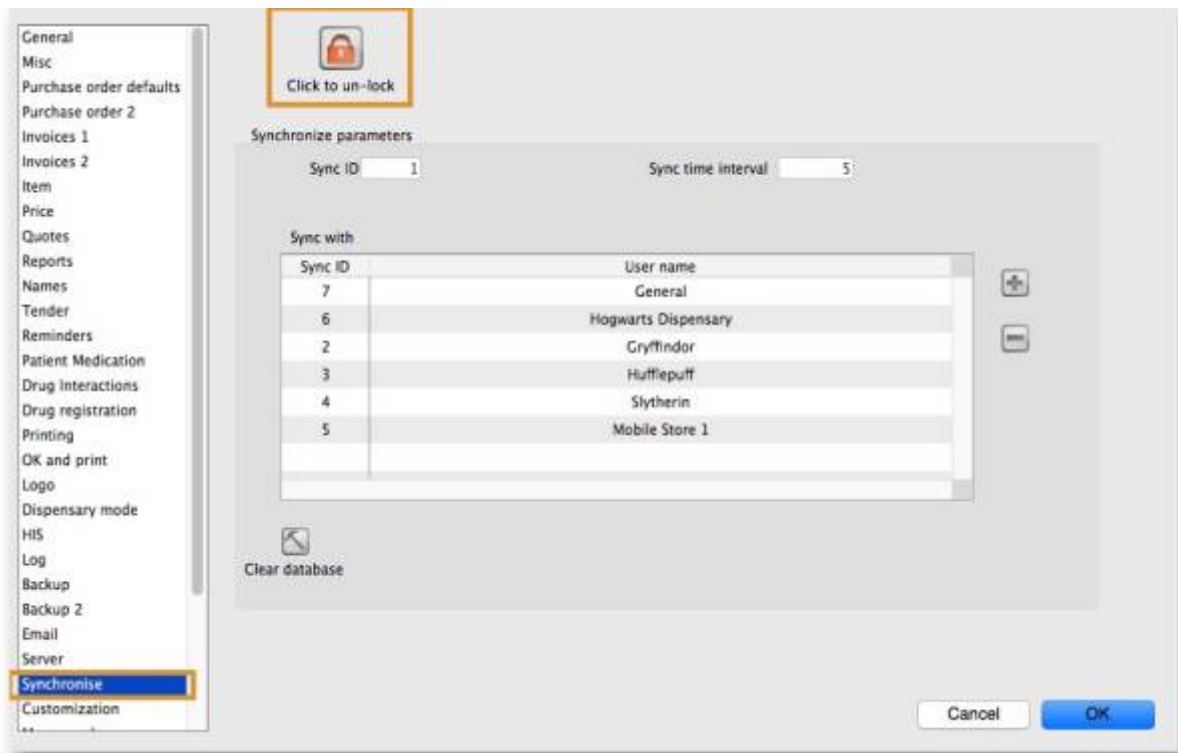 General
Misc
Purchase order defaults
Purchase order 2
Invoices 1
Invoices 2
Item
Price
Quotes
Reports
Names
Tender
Reminders
Patient Medication
Drug Interactions
Drug registration
Printing
OK and print
Logo
Dispensary mode
HIS
Log
Backup
Backup 2
Email
Server
Synchronise
Customization
Click to un-lock
Synchronize parameters
Sync ID 1 Sync time interval 5
Sync with
Sync ID User name
7 General
6 Hogwarts Dispensary
2 Gryffindor
3 Hufflepuff
4 Slytherin
5 Mobile Store 1
Clear database
Cancel OK